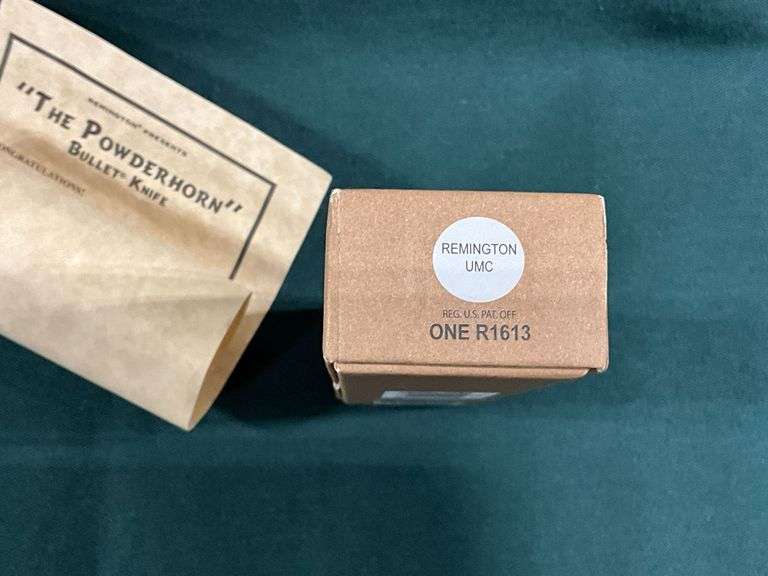 REMINGTON® PRESENTS
"THE POWDERHORN"
BULLET® KNIFE
CONGRATULATIONS!
REMINGTON
UMC
REG. U.S. PAT. OFF.
ONE R1613